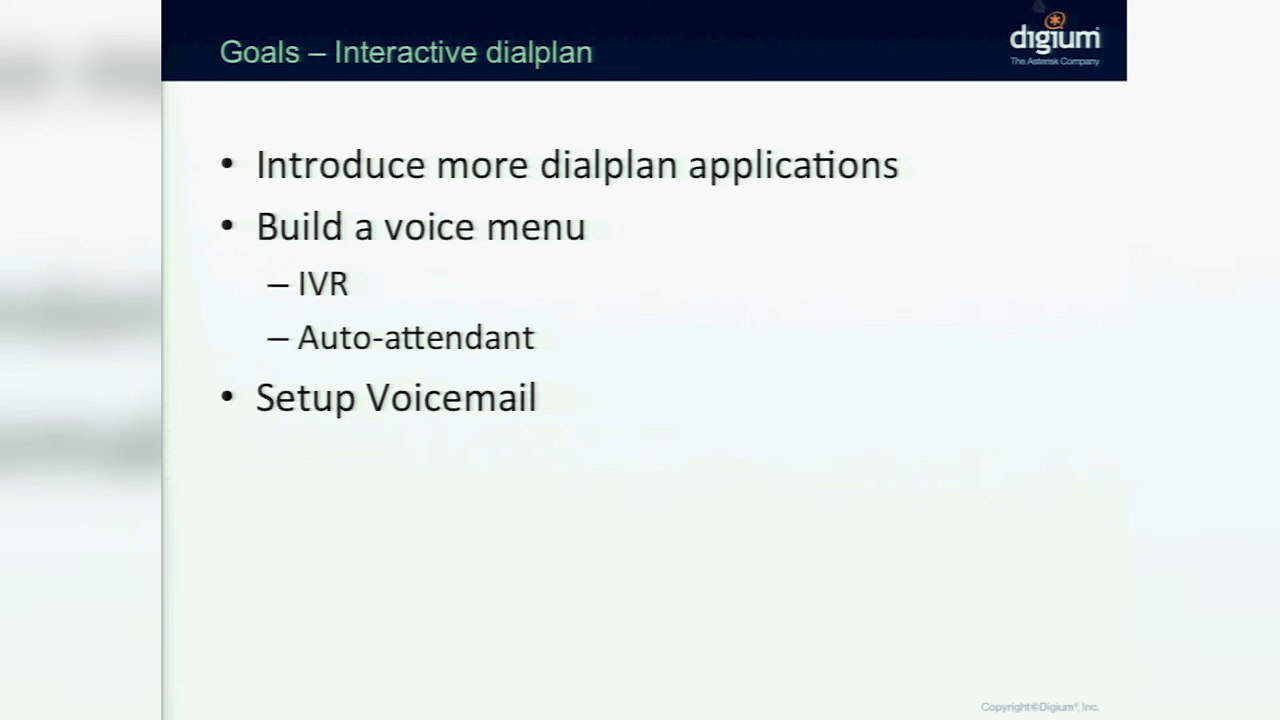 Goals – Interactive dialplan
digium
The Asterisk Company
• Introduce more dialplan applications
• Build a voice menu
– IVR
– Auto-attendant
• Setup Voicemail
Copyright©Digium®, Inc.